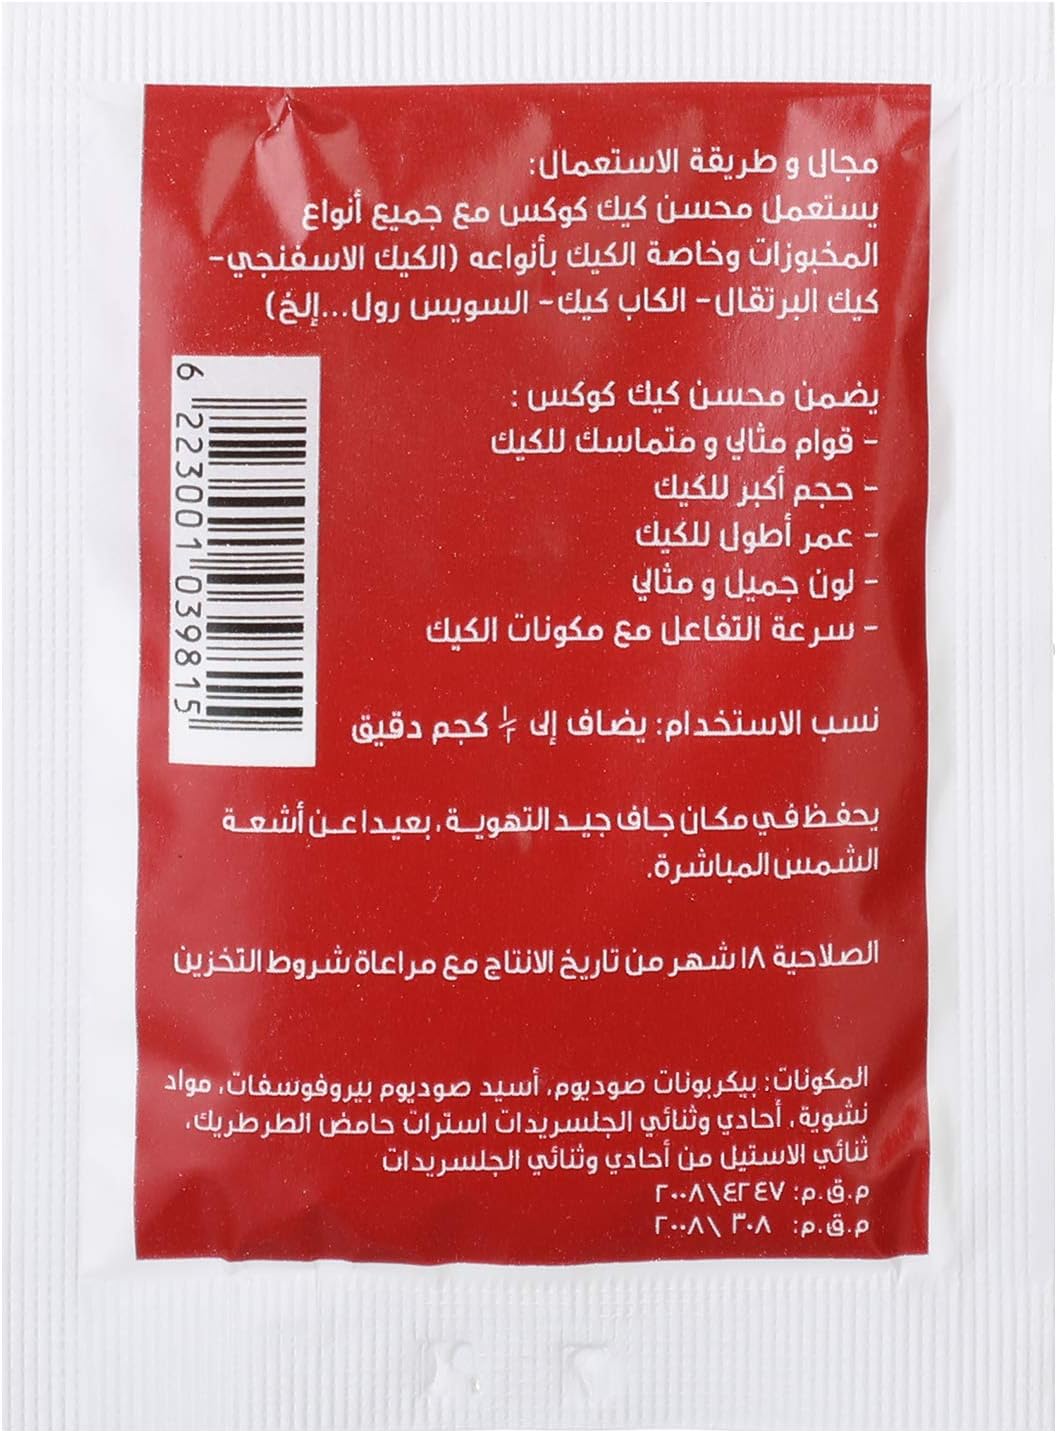 مجال و طريقة الاستعمال:
يستعمل محسن كيك كوكس مع جميع أنواع
المخبوزات وخاصة الكيك بأنواعه (الكيك الاسفنجي-
كيك البرتقال- الكاب كيك- السويس رول...إلخ)
يضمن محسن كيك كوكس :
- قوام مثالي و متماسك للكيك
- حجم أكبر للكيك
- عمر أطول للكيك
- لون جميل و مثالي
- سرعة التفاعل مع مكونات الكيك
نسب الاستخدام: يضاف إلى ١/٢ كجم دقيق
يحفظ في مكان جاف جيد التهوية، بعيدا عن أشعة
الشمس المباشرة.
الصلاحية ١٨ شهر من تاريخ الانتاج مع مراعاة شروط التخزين
المكونات: بيكربونات صوديوم، أسيد صوديوم بيروفوسفات، مواد
نشوية، أحادي وثنائي الجلسريدات استرات حامض الطرطريك،
ثنائي الاستيل من أحادي وثنائي الجلسريدات
م.ق.م: ٤٢٤٧\٢٠٠٨
م.ق.م: ٣٠٨ \٢٠٠٨
6 223001 039815